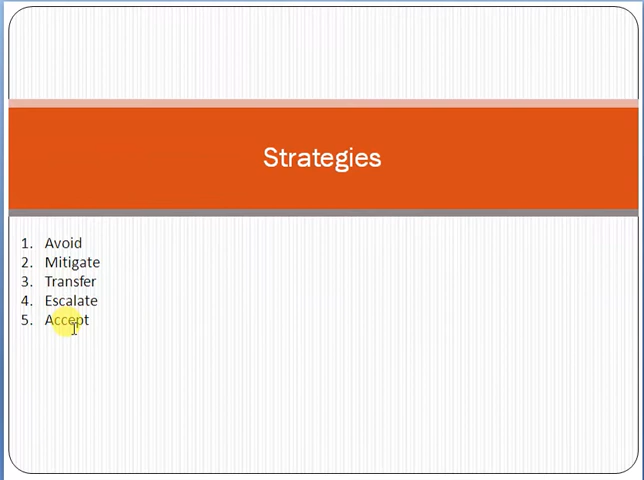 Strategies
1. Avoid
2. Mitigate
3. Transfer
4. Escalate
5. Accept